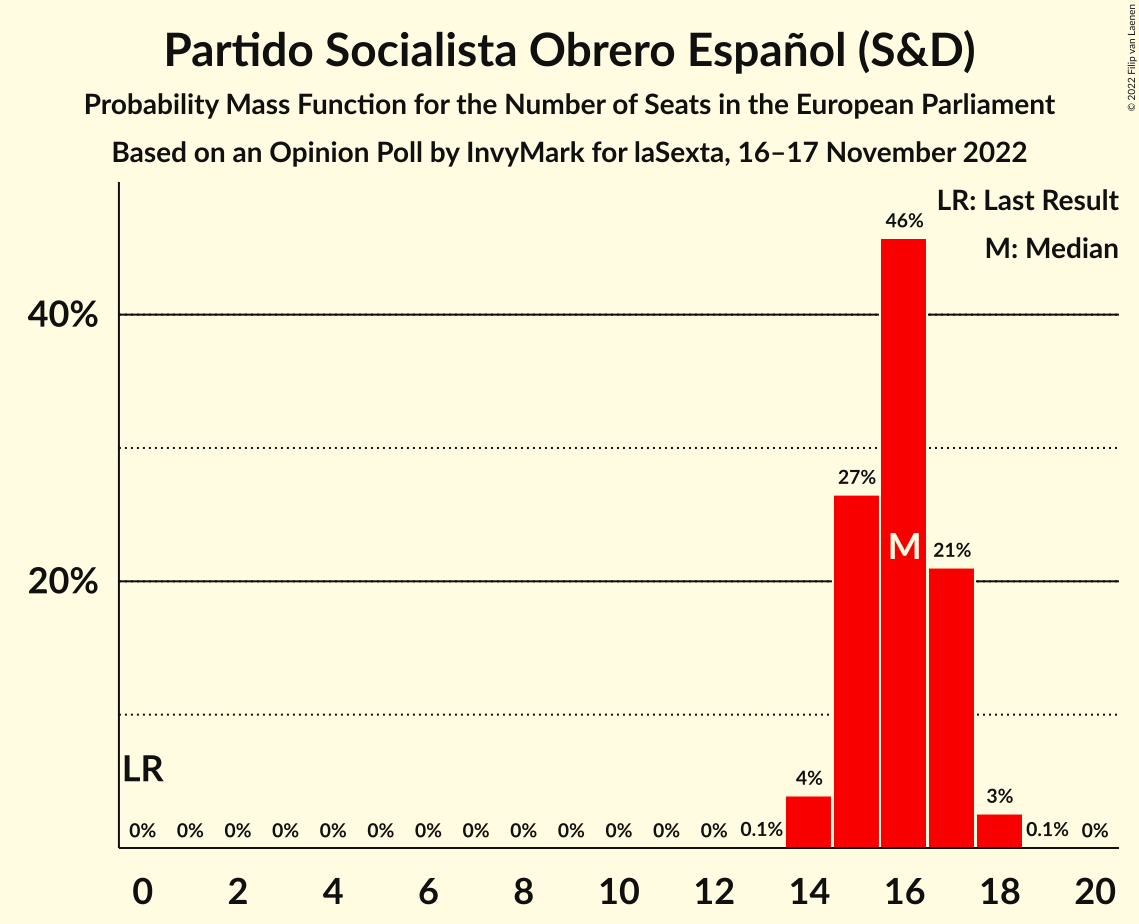 Partido Socialista Obrero Español (S&D)
Probability Mass Function for the Number of Seats in the European Parliament
Based on an Opinion Poll by InvyMark for laSexta, 16–17 November 2022
© 2022 Filip van Laenen
LR: Last Result
M: Median
46%
40%
27%
M
21%
20%
LR
4%
3%
0% 0% 0% 0% 0% 0% 0% 0% 0% 0% 0% 0% 0% 0.1% 0.1% 0%
0 2 4 6 8 10 12 14 16 18 20